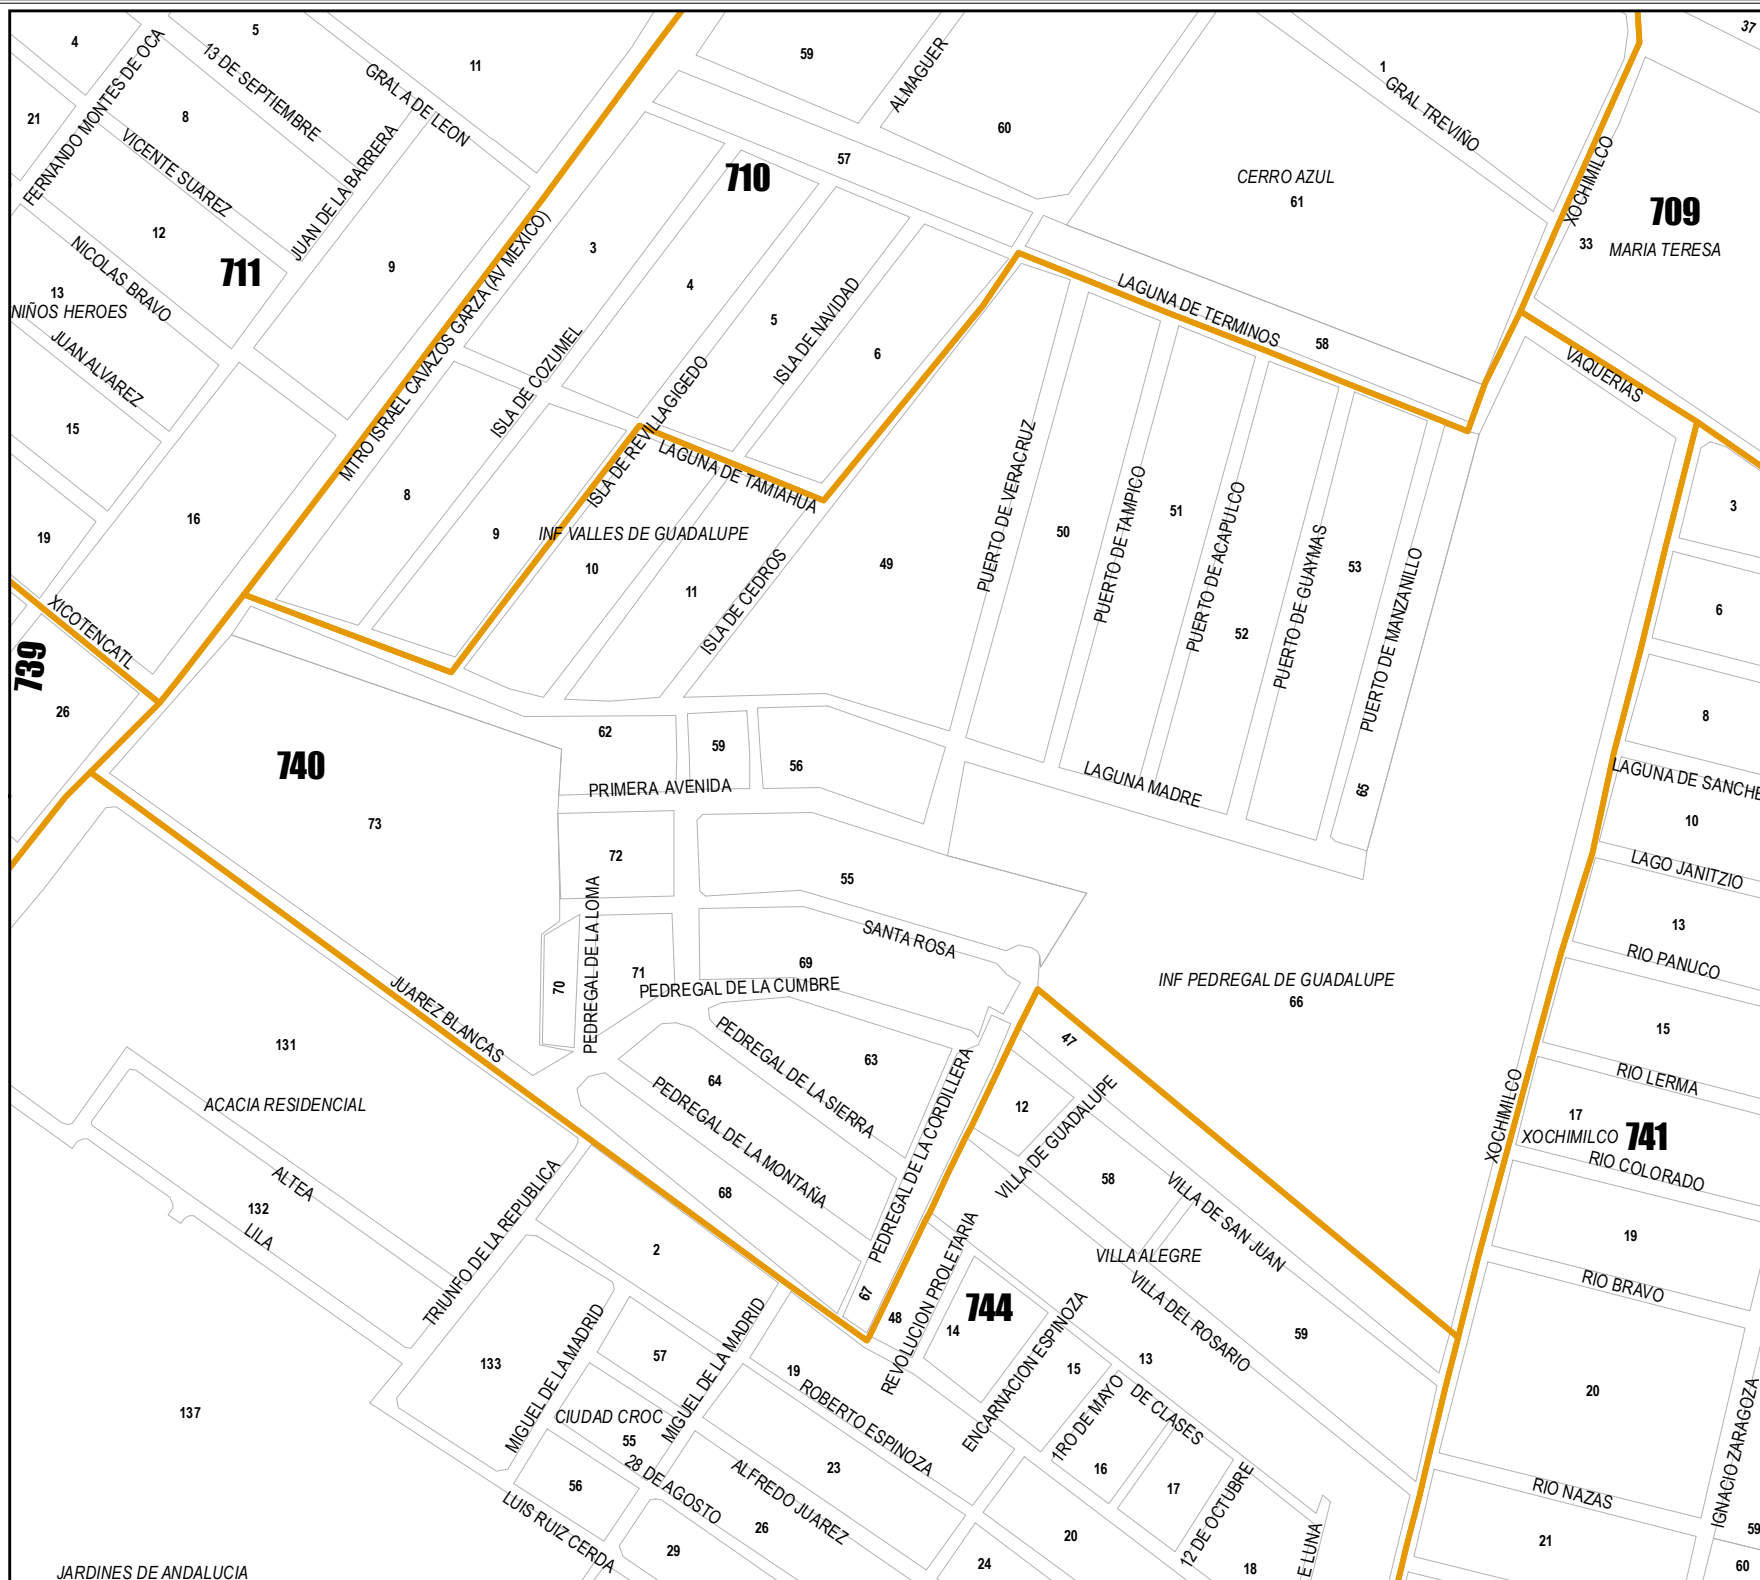 4
5
11
59
37
FERNANDO MONTES DE OCA
13 DE SEPTIEMBRE
GRAL A DE LEON
ALMAGUER
1
GRAL TREVIÑO
21
8
VICENTE SUAREZ
JUAN DE LA BARRERA
57
60
710
CERRO AZUL
61
XOCHIMILCO
709
33
MARIA TERESA
12
NICOLAS BRAVO
711
9
3
MTRO ISRAEL CAVAZOS GARZA (AV MEXICO)
4
5
ISLA DE NAVIDAD
6
LAGUNA DE TERMINOS
58
VAQUERIAS
13
NIÑOS HEROES
JUAN ALVAREZ
15
ISLA DE COZUMEL
ISLA DE REVILLAGIGEDO
LAGUNA DE TAMIAHUA
16
19
8
9
INF VALLES DE GUADALUPE
10
11
ISLA DE CEDROS
49
PUERTO DE VERACRUZ
50
PUERTO DE TAMPICO
51
PUERTO DE ACAPULCO
52
PUERTO DE GUAYMAS
53
PUERTO DE MANZANILLO
3
6
8
XICOTENCATL
739
26
740
62
59
56
PRIMERA AVENIDA
LAGUNA MADRE
65
LAGUNA DE SANCHE
10
LAGO JANITZIO
13
RIO PANUCO
15
RIO LERMA
73
72
55
SANTA ROSA
PEDREGAL DE LA LOMA
70
71
69
PEDREGAL DE LA CUMBRE
INF PEDREGAL DE GUADALUPE
66
JUAREZ BLANCAS
131
ACACIA RESIDENCIAL
PEDREGAL DE LA SIERRA
63
64
PEDREGAL DE LA MONTAÑA
68
PEDREGAL DE LA CORDILLERA
67
47
12
VILLA DE GUADALUPE
58
VILLA DE SAN JUAN
XOCHIMILCO
17
XOCHIMILCO
741
RIO COLORADO
19
RIO BRAVO
ALTEA
132
LILA
TRIUNFO DE LA REPUBLICA
2
REVOLUCION PROLETARIA
48
14
744
VILLA ALEGRE
VILLA DEL ROSARIO
59
ENCARNACION ESPINOZA
15
13
DE CLASES
1RO DE MAYO
133
MIGUEL DE LA MADRID
57
MIGUEL DE LA MADRID
19
ROBERTO ESPINOZA
20
IGNACIO ZARAGOZA
137
CIUDAD CROC
55
28 DE AGOSTO
56
LUIS RUIZ CERDA
23
ALFREDO JUAREZ
26
29
16
17
12 DE OCTUBRE
20
24
18
E LUNA
RIO NAZAS
21
59
60
JARDINES DE ANDALUCIA